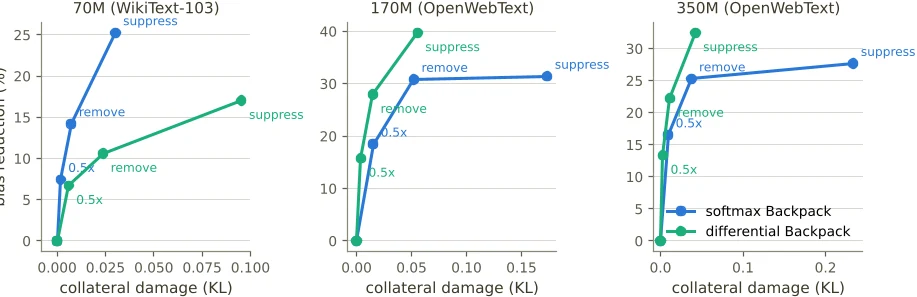 70M (WikiText-103)
170M (OpenWebText)
350M (OpenWebText)
suppress
remove
0.5x
suppress
remove
0.5x
25
20
15
10
5
0
0.000
0.025
0.050
0.075
0.100
collateral damage (KL)
suppress
remove
suppress
remove
0.5x
0.5x
40
30
20
10
0
0.00
0.05
0.10
0.15
collateral damage (KL)
suppress
suppress
remove
remove
0.5x
0.5x
30
25
20
15
10
5
0
softmax Backpack
differential Backpack
0.0
0.1
0.2
collateral damage (KL)